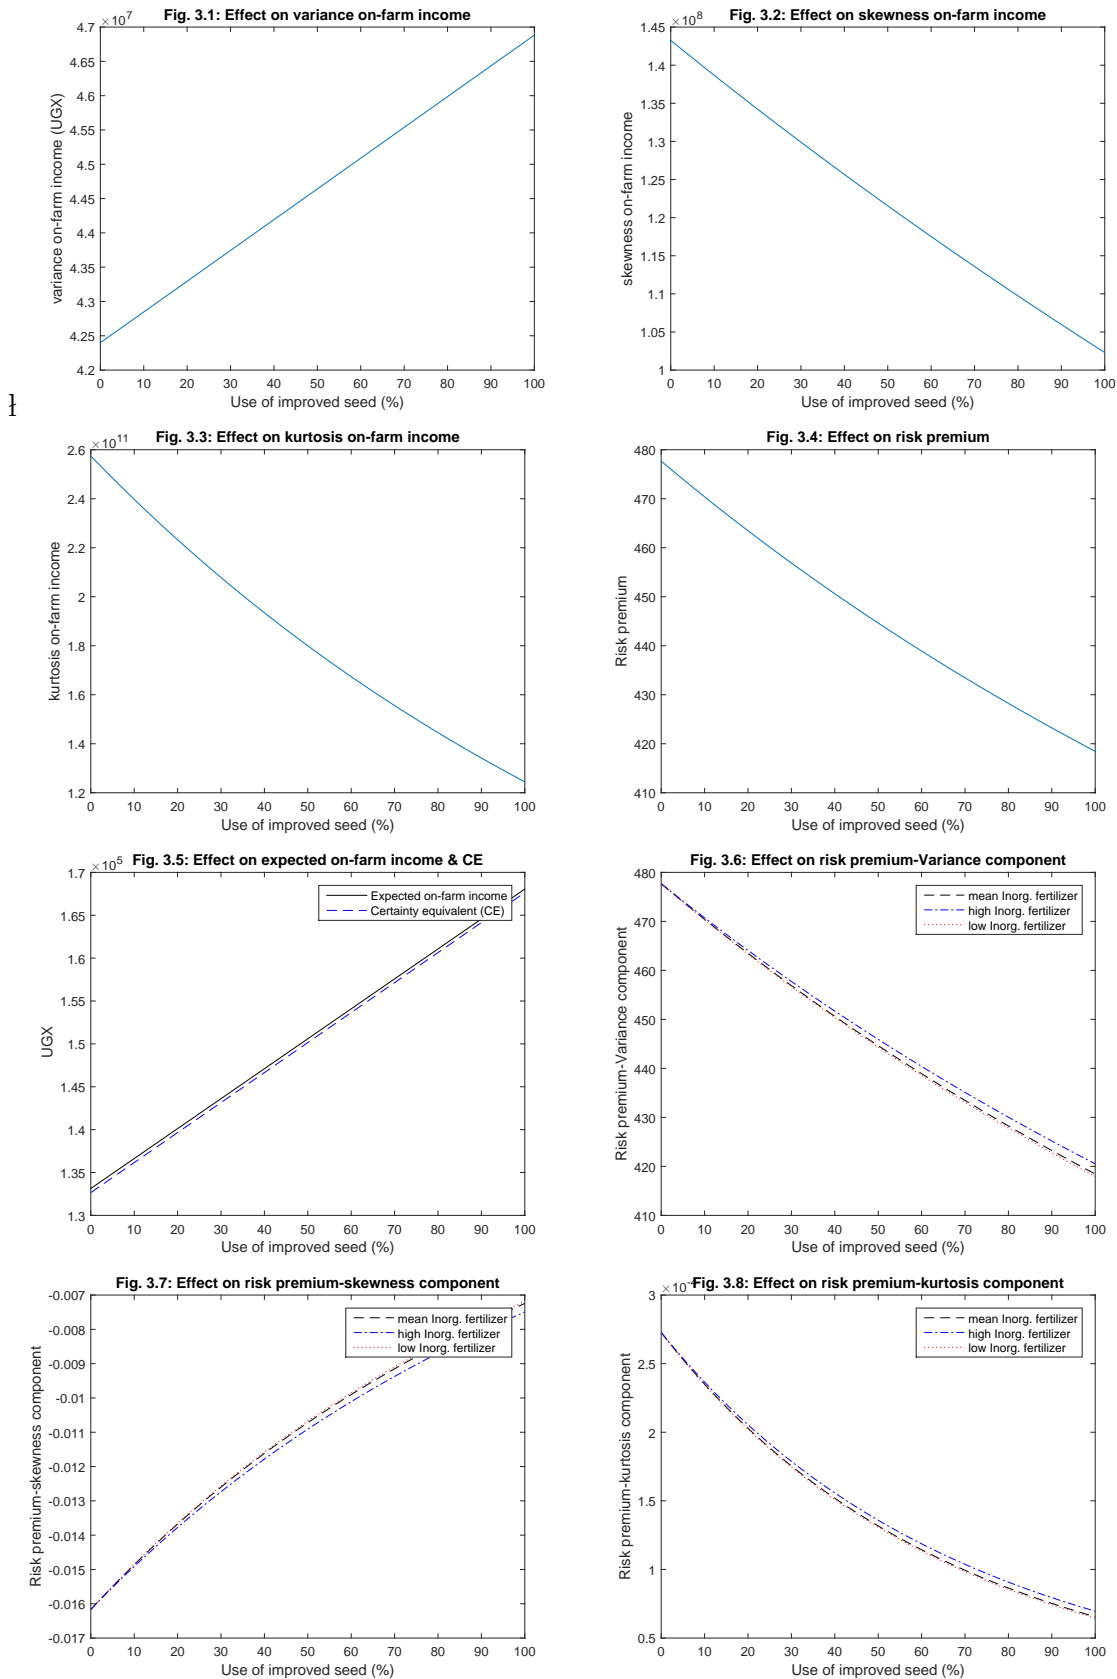 Fig. 3.1: Effect on variance on-farm income
×10^7
4.7
4.65
4.6
4.55
4.5
4.45
4.4
4.35
4.3
4.25
4.2
variance on-farm income (UGX)
0 10 20 30 40 50 60 70 80 90 100
Use of improved seed (%)
Fig. 3.2: Effect on skewness on-farm income
×10^8
1.45
1.4
1.35
1.3
1.25
1.2
1.15
1.1
1.05
1
skewness on-farm income
0 10 20 30 40 50 60 70 80 90 100
Use of improved seed (%)
ł
Fig. 3.3: Effect on kurtosis on-farm income
×10^11
2.6
2.4
2.2
2
1.8
1.6
1.4
1.2
kurtosis on-farm income
0 10 20 30 40 50 60 70 80 90 100
Use of improved seed (%)
Fig. 3.4: Effect on risk premium
480
470
460
450
440
430
420
410
Risk premium
0 10 20 30 40 50 60 70 80 90 100
Use of improved seed (%)
Fig. 3.5: Effect on expected on-farm income & CE
×10^5
1.7
1.65
1.6
1.55
1.5
1.45
1.4
1.35
1.3
UGX
Expected on-farm income
Certainty equivalent (CE)
0 10 20 30 40 50 60 70 80 90 100
Use of improved seed (%)
Fig. 3.6: Effect on risk premium-Variance component
480
470
460
450
440
430
420
410
Risk premium-Variance component
mean Inorg. fertilizer
high Inorg. fertilizer
low Inorg. fertilizer
0 10 20 30 40 50 60 70 80 90 100
Use of improved seed (%)
Fig. 3.7: Effect on risk premium-skewness component
-0.007
-0.008
-0.009
-0.01
-0.011
-0.012
-0.013
-0.014
-0.015
-0.016
-0.017
Risk premium-skewness component
mean Inorg. fertilizer
high Inorg. fertilizer
low Inorg. fertilizer
0 10 20 30 40 50 60 70 80 90 100
Use of improved seed (%)
Fig. 3.8: Effect on risk premium-kurtosis component
×10^-4
3
2.5
2
1.5
1
0.5
Risk premium-kurtosis component
mean Inorg. fertilizer
high Inorg. fertilizer
low Inorg. fertilizer
0 10 20 30 40 50 60 70 80 90 100
Use of improved seed (%)